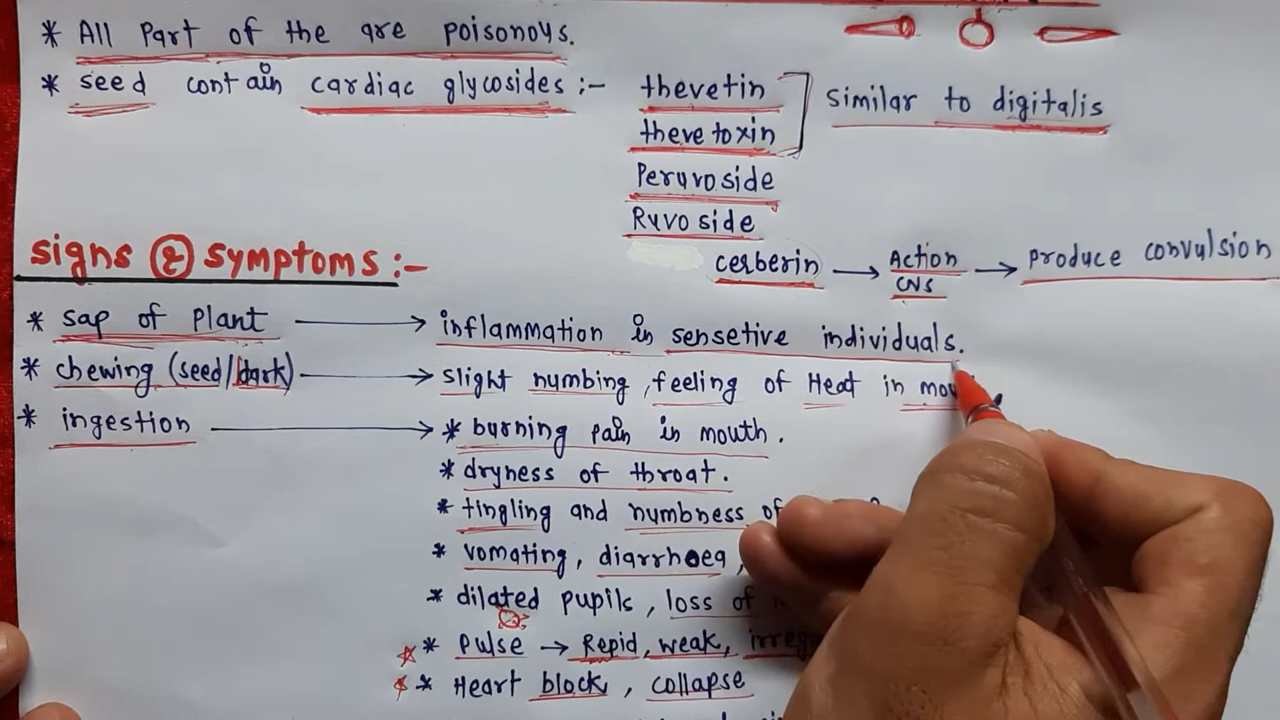 * All Part of the are poisonous.
* seed contain cardiac glycosides :- thevetin
thevetoxin
similar to digitalis
Peruvoside
Ruvoside
cerberin → Action CNS → produce convulsion
signs & symptoms :-
* sap of plant → inflammation in sensetive individuals.
* chewing (seed/bark) → slight numbing, feeling of Heat in
* ingestion → * burning pain in mouth.
* dryness of throat.
* tingling and numbness of
* vomating, diarrhoea,
* dilated pupils, loss of
* Pulse → Repid, weak,
* Heart block, collapse